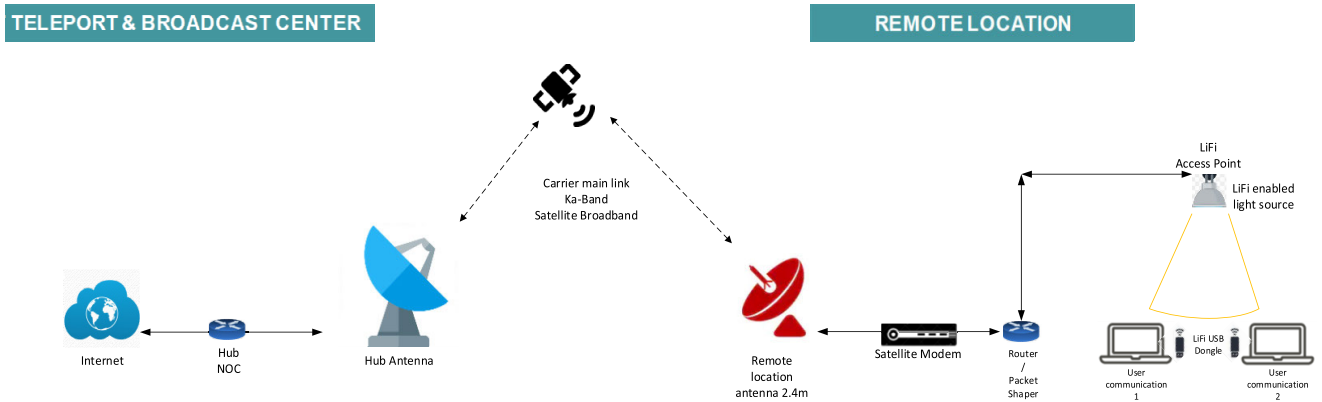 TELEPORT & BROADCAST CENTER
REMOTE LOCATION
Carrier main link
Ka-Band
Satellite Broadband
LiFi
Access Point
LiFi enabled
light source
Internet
Hub
NOC
Hub Antenna
Remote
location
antenna 2.4m
Satellite Modem
Router
/
Packet
Shaper
LiFi USB
Dongle
User
communication
1
User
communication
2